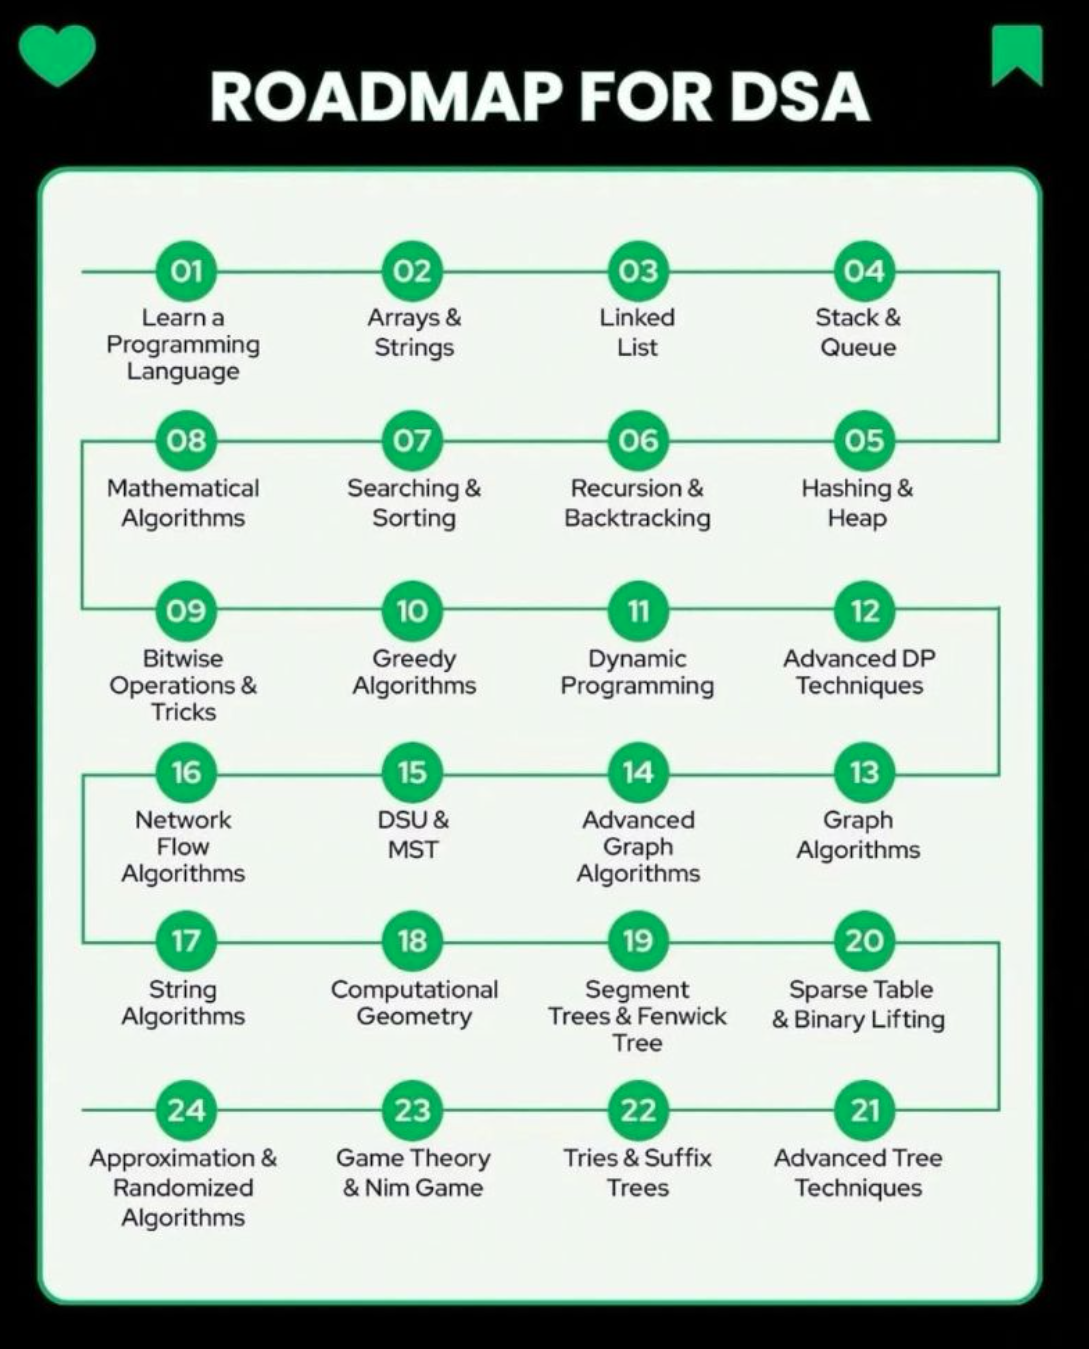 ROADMAP FOR DSA
01
Learn a
Programming
Language
02
Arrays &
Strings
03
Linked
List
04
Stack &
Queue
05
Hashing &
Heap
06
Recursion &
Backtracking
07
Searching &
Sorting
08
Mathematical
Algorithms
09
Bitwise
Operations &
Tricks
10
Greedy
Algorithms
11
Dynamic
Programming
12
Advanced DP
Techniques
13
Graph
Algorithms
14
Advanced
Graph
Algorithms
15
DSU &
MST
16
Network
Flow
Algorithms
17
String
Algorithms
18
Computational
Geometry
19
Segment
Trees & Fenwick
Tree
20
Sparse Table
& Binary Lifting
21
Advanced Tree
Techniques
22
Tries & Suffix
Trees
23
Game Theory
& Nim Game
24
Approximation &
Randomized
Algorithms